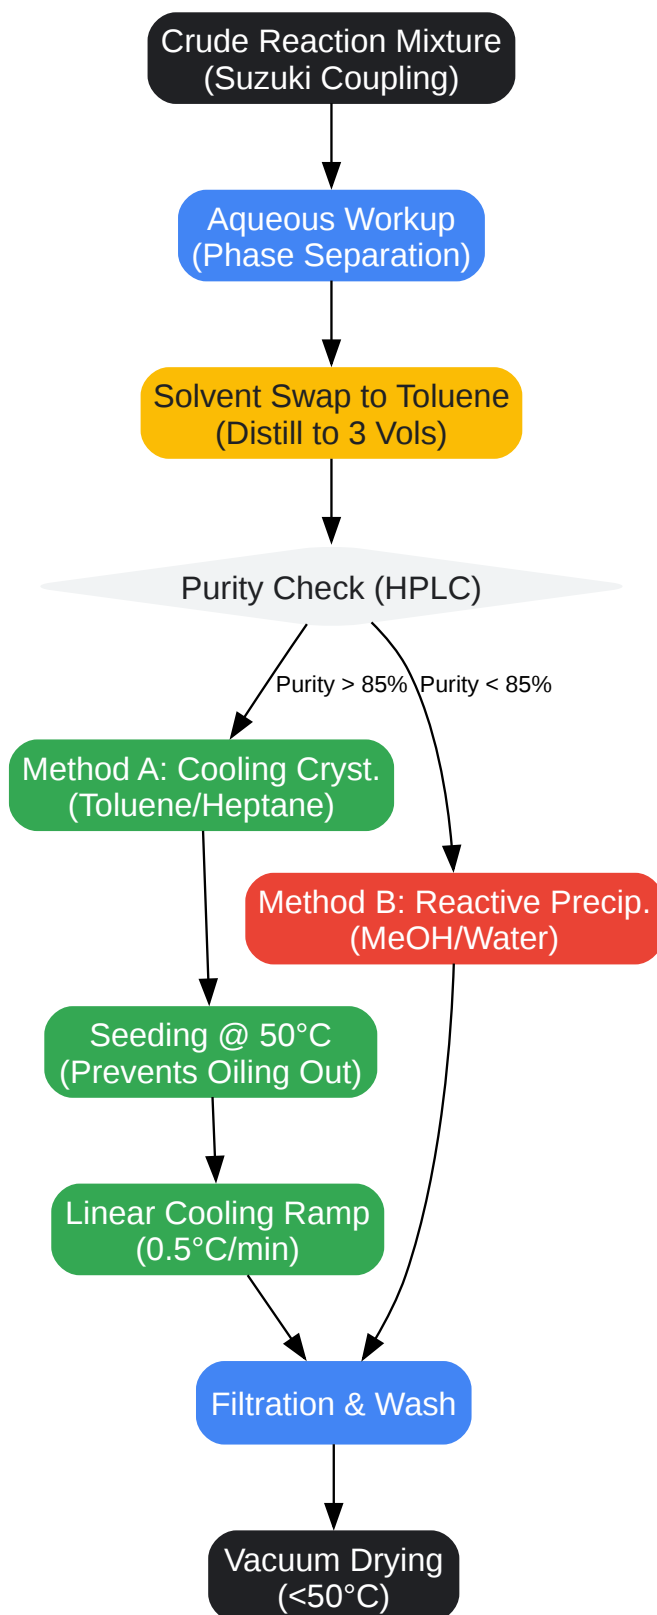 Crude Reaction Mixture
(Suzuki Coupling)
Aqueous Workup
(Phase Separation)
Solvent Swap to Toluene
(Distill to 3 Vols)
Purity Check (HPLC)
Purity > 85%
Purity < 85%
Method A: Cooling Cryst.
(Toluene/Heptane)
Method B: Reactive Precip.
(MeOH/Water)
Seeding @ 50°C
(Prevents Oiling Out)
Linear Cooling Ramp
(0.5°C/min)
Filtration & Wash
Vacuum Drying
(<50°C)